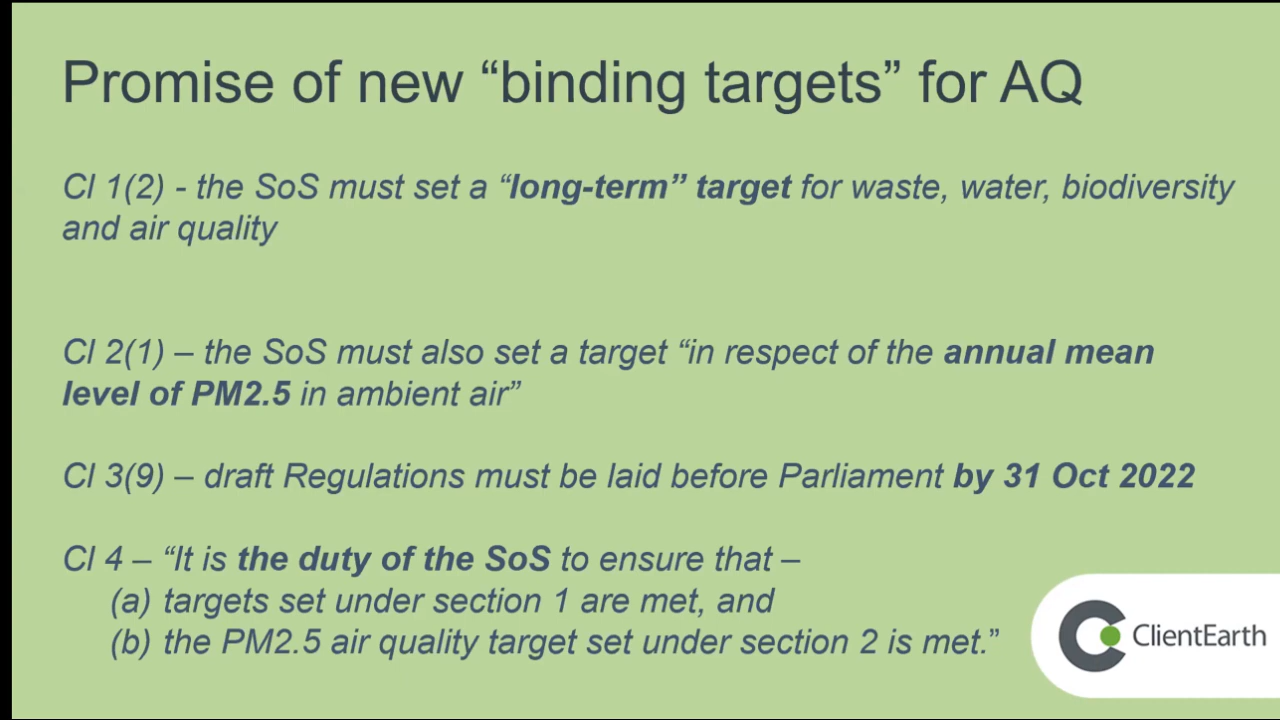 Promise of new “binding targets” for AQ
Cl 1(2) - the SoS must set a “long-term” target for waste, water, biodiversity
and air quality
Cl 2(1) – the SoS must also set a target “in respect of the annual mean
level of PM2.5 in ambient air”
Cl 3(9) – draft Regulations must be laid before Parliament by 31 Oct 2022
Cl 4 – “It is the duty of the SoS to ensure that –
(a) targets set under section 1 are met, and
(b) the PM2.5 air quality target set under section 2 is met.”
ClientEarth